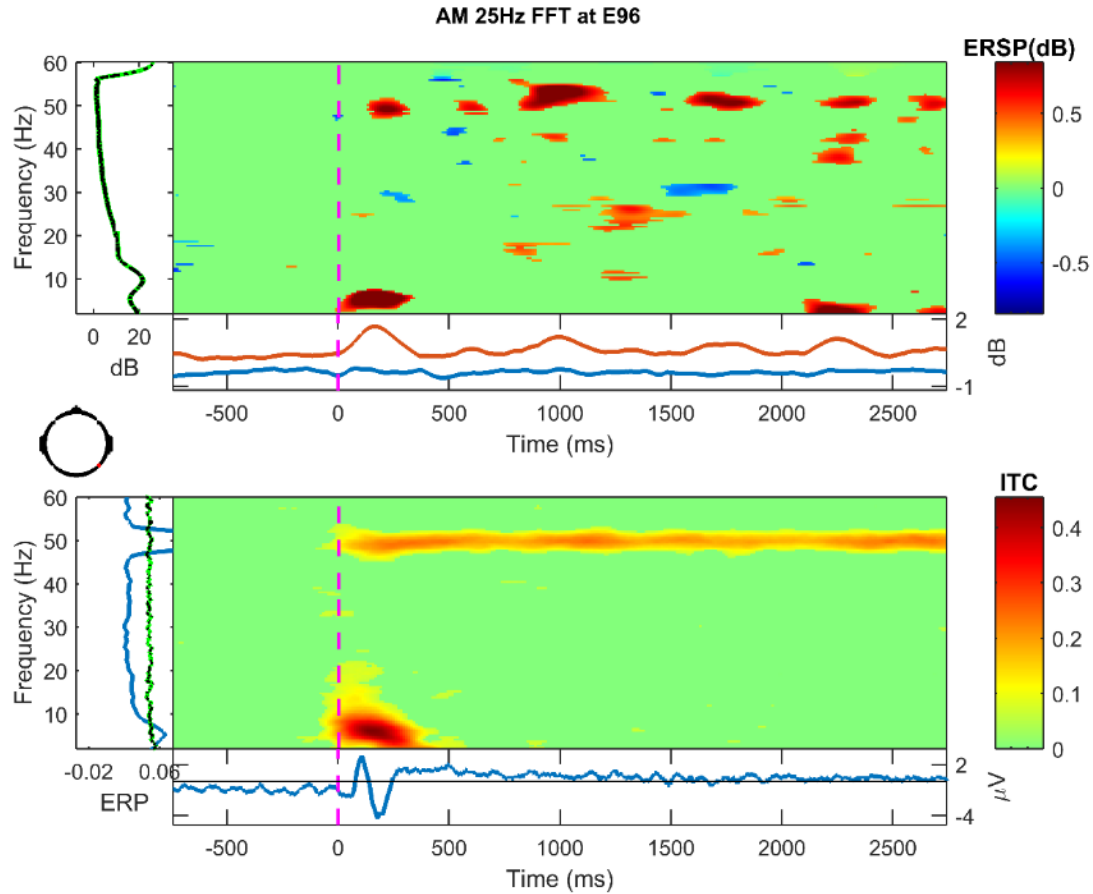 AM 25Hz FFT at E96
ERSP(dB)
60
50
40
30
20
10
Frequency (Hz)
0 20
dB
0.5
0
-0.5
2
-1
dB
-500 0 500 1000 1500 2000 2500
Time (ms)
ITC
60
50
40
30
20
10
Frequency (Hz)
-0.02 0.06
ERP
0.4
0.3
0.2
0.1
0
2
-4
μV
-500 0 500 1000 1500 2000 2500
Time (ms)